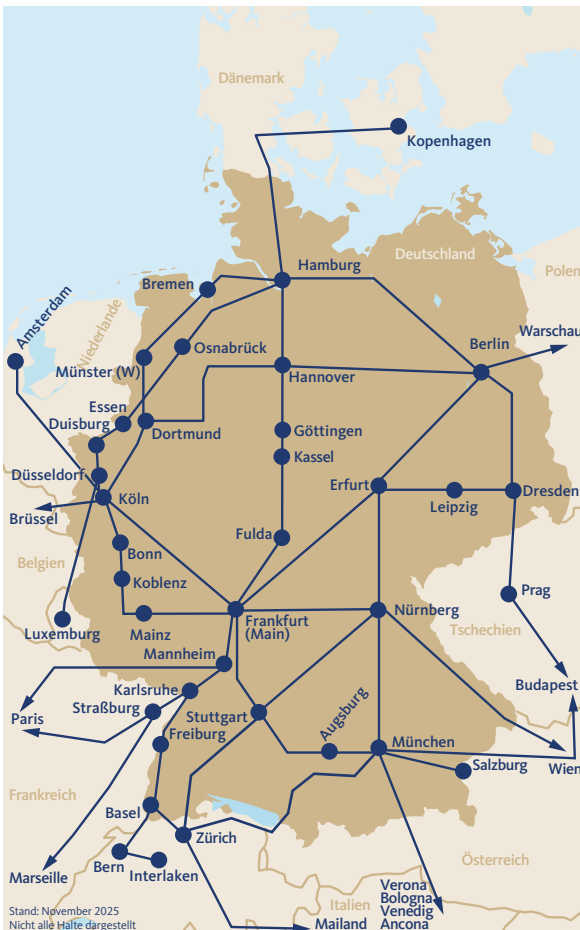 Dänemark
Kopenhagen
Deutschland
Hamburg
Polen
Bremen
Amsterdam
Niederlande
Warschau
Osnabrück
Berlin
Münster (W)
Hannover
Essen
Duisburg
Dortmund
Göttingen
Kassel
Düsseldorf
Erfurt
Köln
Leipzig
Dresden
Brüssel
Fulda
Bonn
Belgien
Koblenz
Prag
Luxemburg
Mainz
Frankfurt
(Main)
Nürnberg
Tschechien
Mannheim
Karlsruhe
Budapest
Straßburg
Stuttgart
Augsburg
Paris
Freiburg
München
Salzburg
Wien
Frankreich
Basel
Zürich
Bern
Interlaken
Österreich
Marseille
Italien
Verona
Bologna
Venedig
Ancona
Mailand
Stand: November 2025
Nicht alle Halte dargestellt